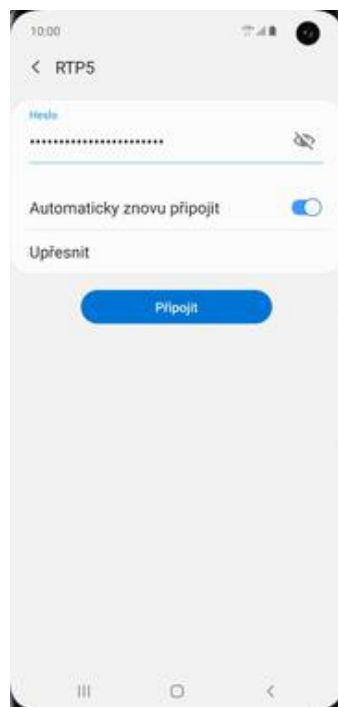 10:00
RTP5
Heslo
•••••••••••••••••••••••
Automaticky znovu připojit
Upřesnit
Připojit